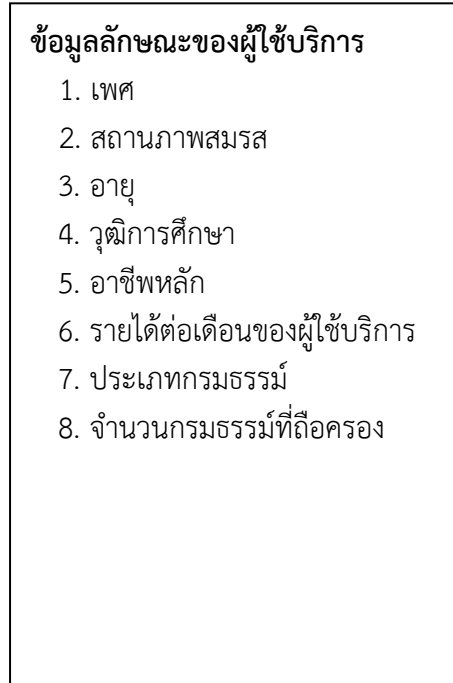 ข้อมูลลักษณะของผู้ใช้บริการ
1. เพศ
2. สถานภาพสมรส
3. อายุ
4. วุฒิการศึกษา
5. อาชีพหลัก
6. รายได้ต่อเดือนของผู้ใช้บริการ
7. ประเภทกรมธรรม์
8. จำนวนกรมธรรม์ที่ถือครอง